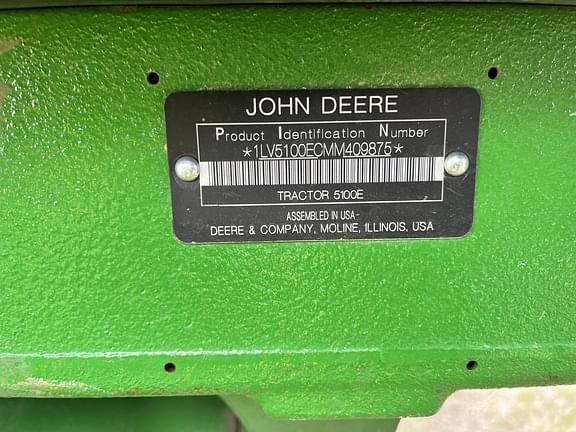 JOHN DEERE
Product Identification Number
*1LV5100ECMM409875*
TRACTOR 5100E
ASSEMBLED IN USA-
DEERE & COMPANY, MOLINE, ILLINOIS, USA